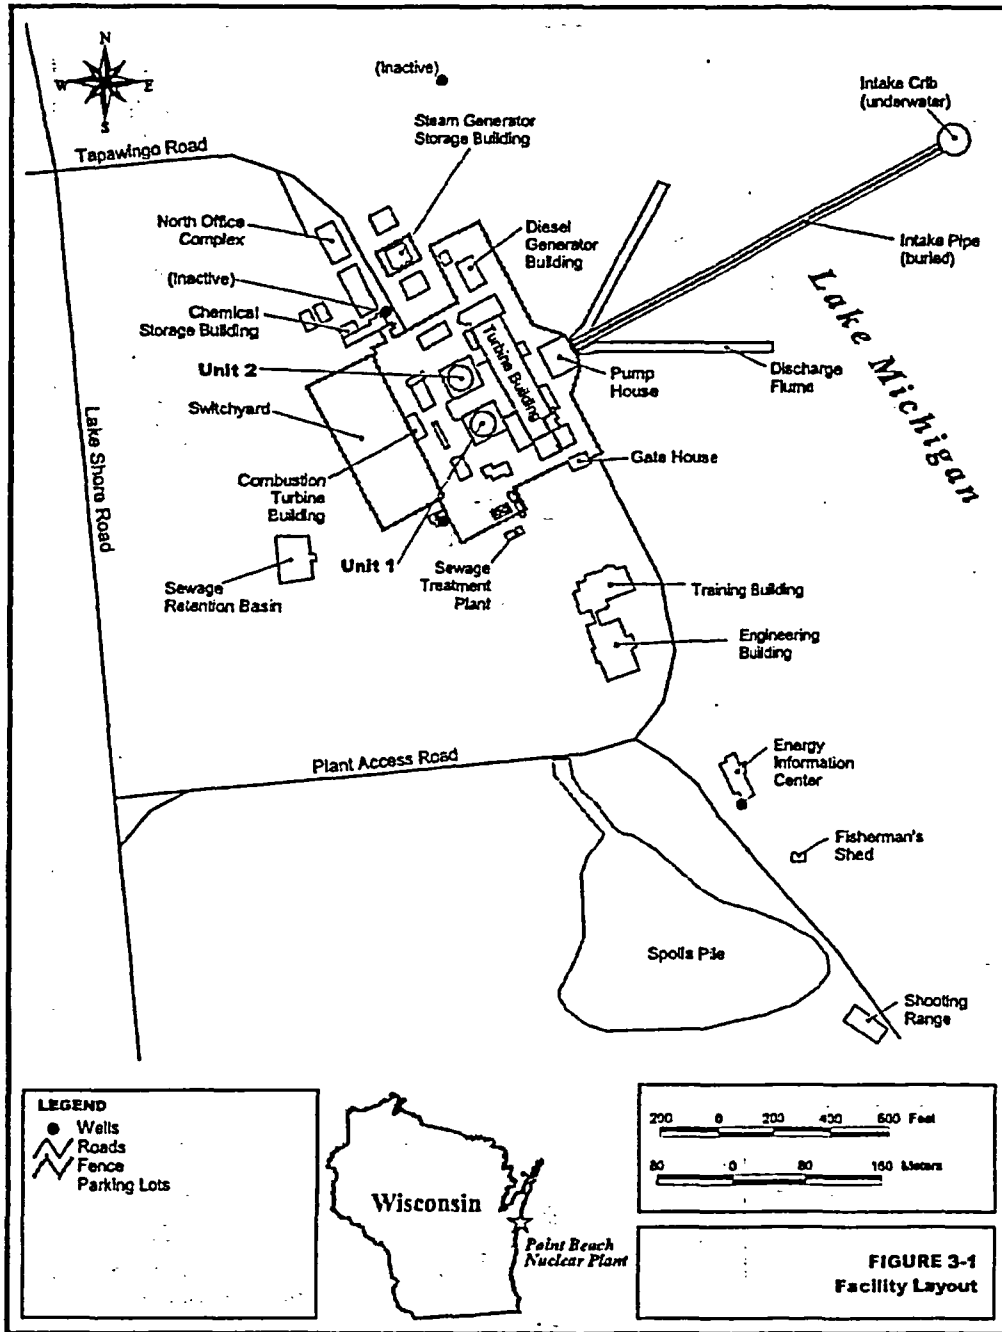 N
W E
S
(Inactive)
Intake Crib
(underwater)
Steam Generator
Storage Building
Tapawingo Road
North Office
Complex
Diesel
Generator
Building
Intake Pipe
(buried)
(Inactive)
Chemical
Storage Building
Lake Michigan
Turbine Building
Unit 2
Pump
House
Discharge
Flume
Switchyard
Lake Shore Road
Gate House
Combustion
Turbine
Building
Unit 1
Sewage
Treatment
Plant
Sewage
Retention Basin
Training Building
Engineering
Building
Plant Access Road
Energy
Information
Center
Fisherman's
Shed
Spoils Pile
Shooting
Range
LEGEND
Wells
Roads
Fence
Parking Lots
Wisconsin
Point Beach
Nuclear Plant
200 0 200 400 600 Feet
80 0 80 160 Meters
FIGURE 3-1
Facility Layout